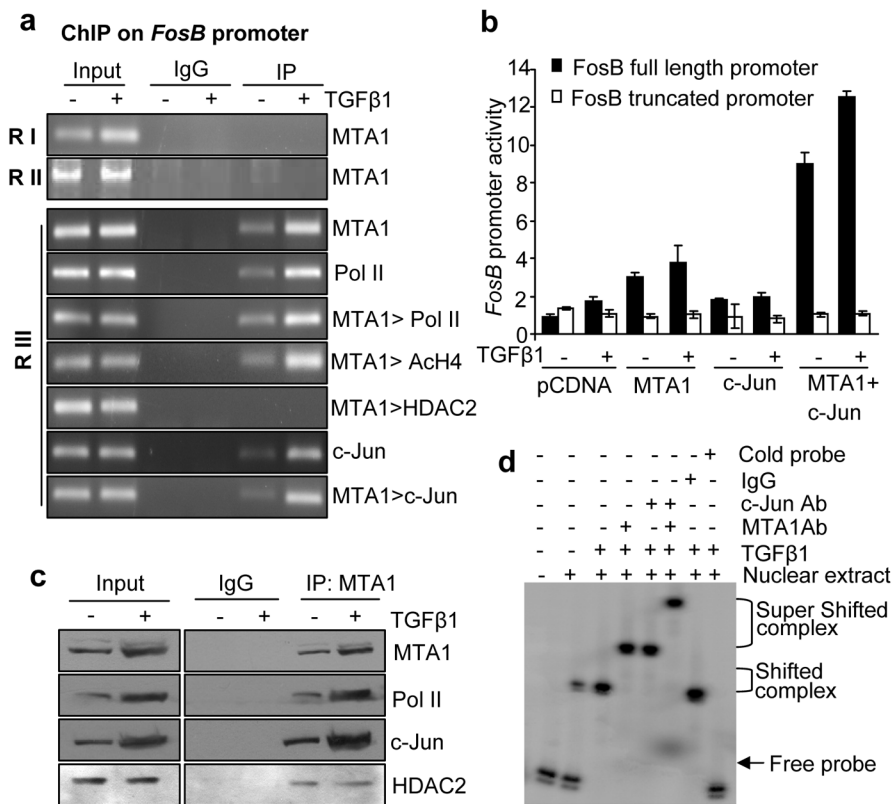 a
ChIP on FosB promoter
Input IgG IP
- + - + - + TGFβ1
R I MTA1
R II MTA1
R III
MTA1
Pol II
MTA1> Pol II
MTA1> AcH4
MTA1>HDAC2
c-Jun
MTA1>c-Jun
b
FosB promoter activity
14
12
10
8
6
4
2
0
FosB full length promoter
FosB truncated promoter
TGFβ1 - + - + - + - +
pCDNA MTA1 c-Jun MTA1+
c-Jun
c
Input IgG IP: MTA1
- + - + - + TGFβ1
MTA1
Pol II
c-Jun
HDAC2
d
- - - - - - - + Cold probe
- - - - - - + - IgG
- - - - + + - - c-Jun Ab
- - - + - + - - MTA1Ab
- - + + + + + + TGFβ1
- + + + + + + + Nuclear extract
Super Shifted
complex
Shifted
complex
Free probe